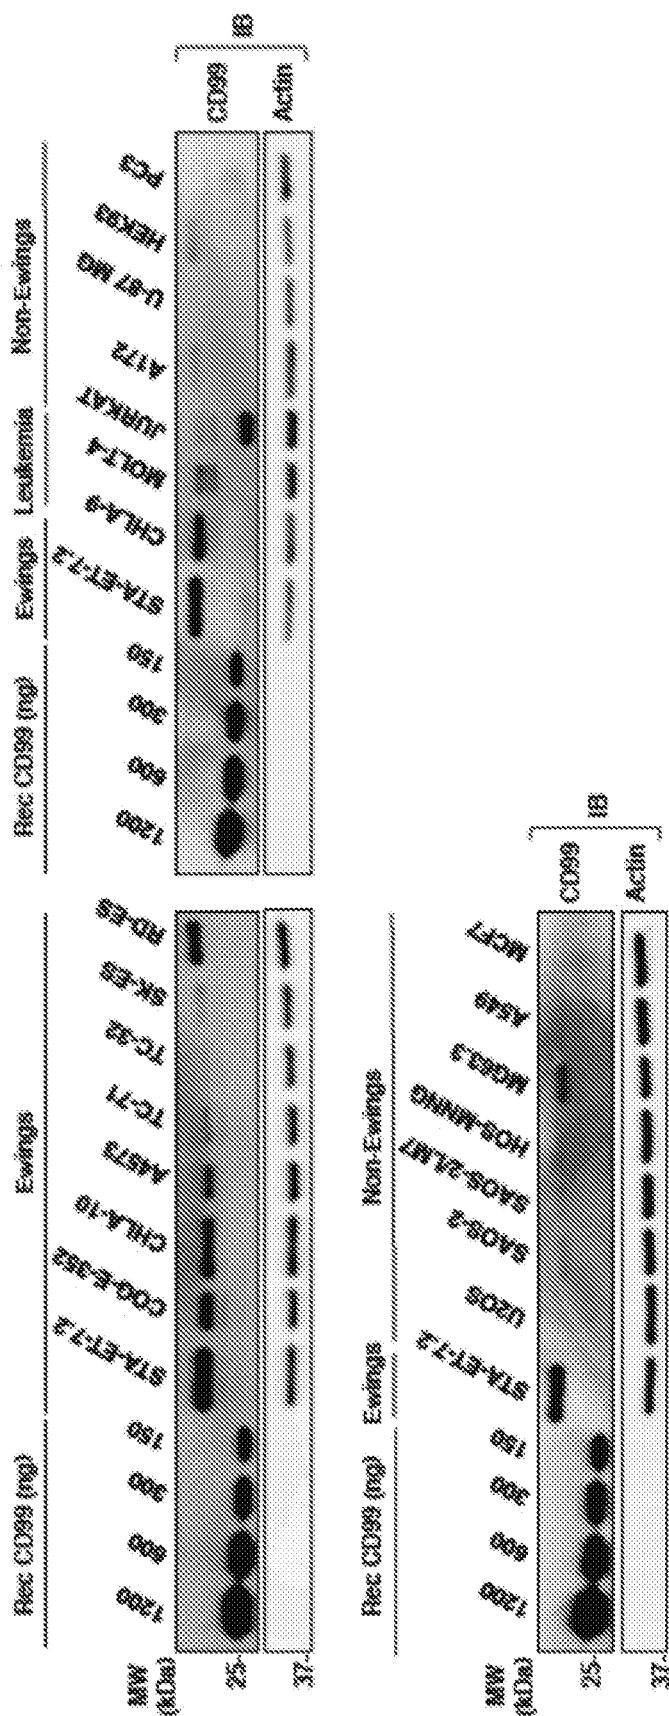 Rec CD99 (ng)
Ewings
1200
600
300
150
STA-ET-7.2
COG-E-352
CHLA-10
A4573
TC-71
TC-32
SK-ES
RD-ES
MW
(kDa)
25-
37-
Rec CD99 (ng)
Ewings
Leukemia
Non-Ewings
1200
600
300
150
STA-ET-7.2
CHLA-9
MOLT-4
JURKAT
A172
U-87 MG
HEK93
PC3
CD99
Actin
IB
Rec CD99 (ng)
Ewings
Non-Ewings
1200
600
300
150
STA-ET-7.2
U2OS
SAOS-2
SAOS-2/LM7
HOS-MNNG
MG63.3
A549
MCF7
MW
(kDa)
25-
37-
CD99
Actin
IB